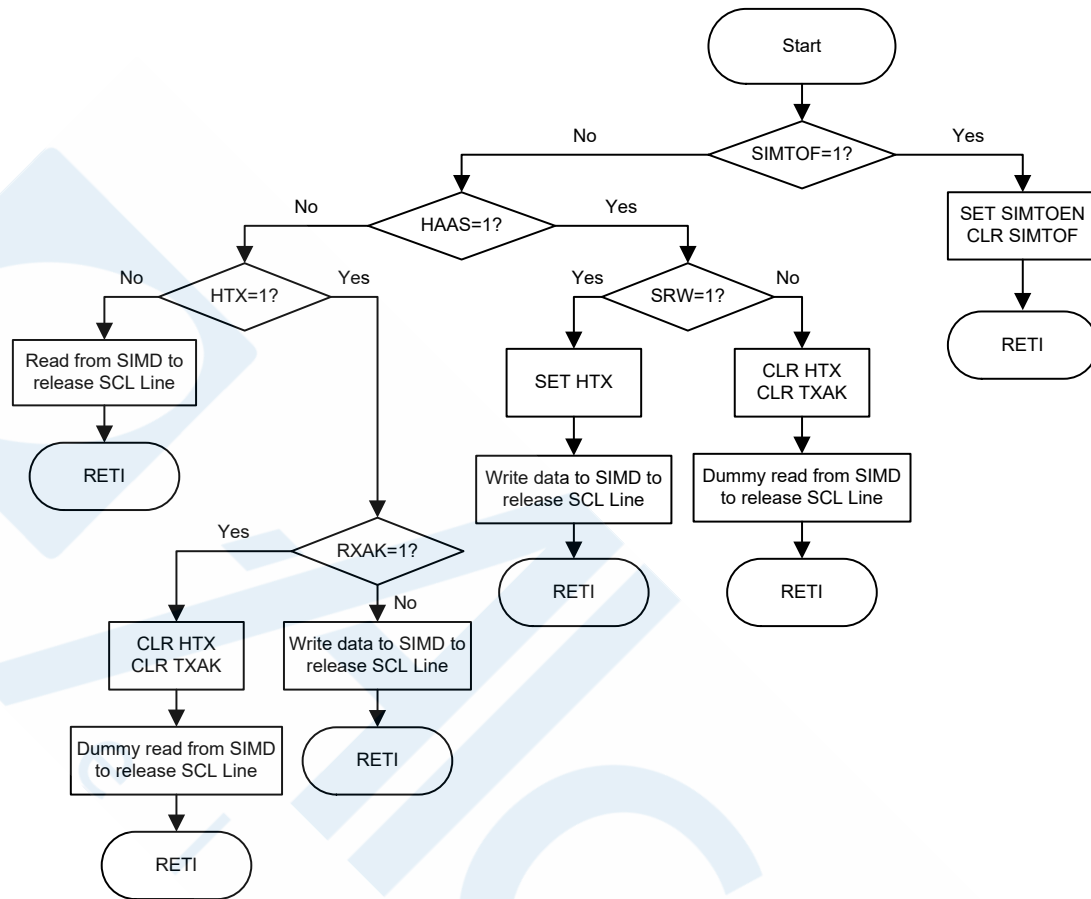 Start
No
SIMTOF=1?
Yes
No
HAAS=1?
Yes
SET SIMTOEN
CLR SIMTOF
No
HTX=1?
Yes
Yes
SRW=1?
No
RETI
Read from SIMD to
release SCL Line
SET HTX
CLR HTX
CLR TXAK
RETI
Write data to SIMD to
release SCL Line
Dummy read from SIMD
to release SCL Line
Yes
RXAK=1?
RETI
RETI
No
CLR HTX
CLR TXAK
Write data to SIMD to
release SCL Line
Dummy read from SIMD
to release SCL Line
RETI
RETI